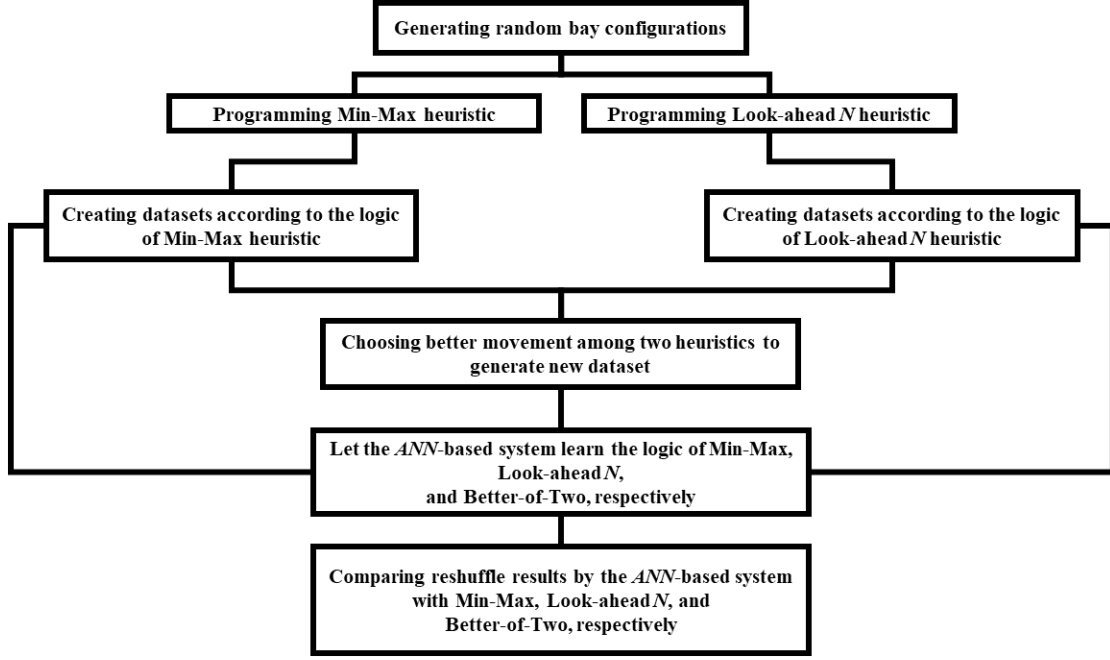 Generating random bay configurations
Programming Min-Max heuristic
Programming Look-ahead N heuristic
Creating datasets according to the logic
of Min-Max heuristic
Creating datasets according to the logic
of Look-ahead N heuristic
Choosing better movement among two heuristics to
generate new dataset
Let the ANN-based system learn the logic of Min-Max,
Look-ahead N,
and Better-of-Two, respectively
Comparing reshuffle results by the ANN-based system
with Min-Max, Look-ahead N, and
Better-of-Two, respectively